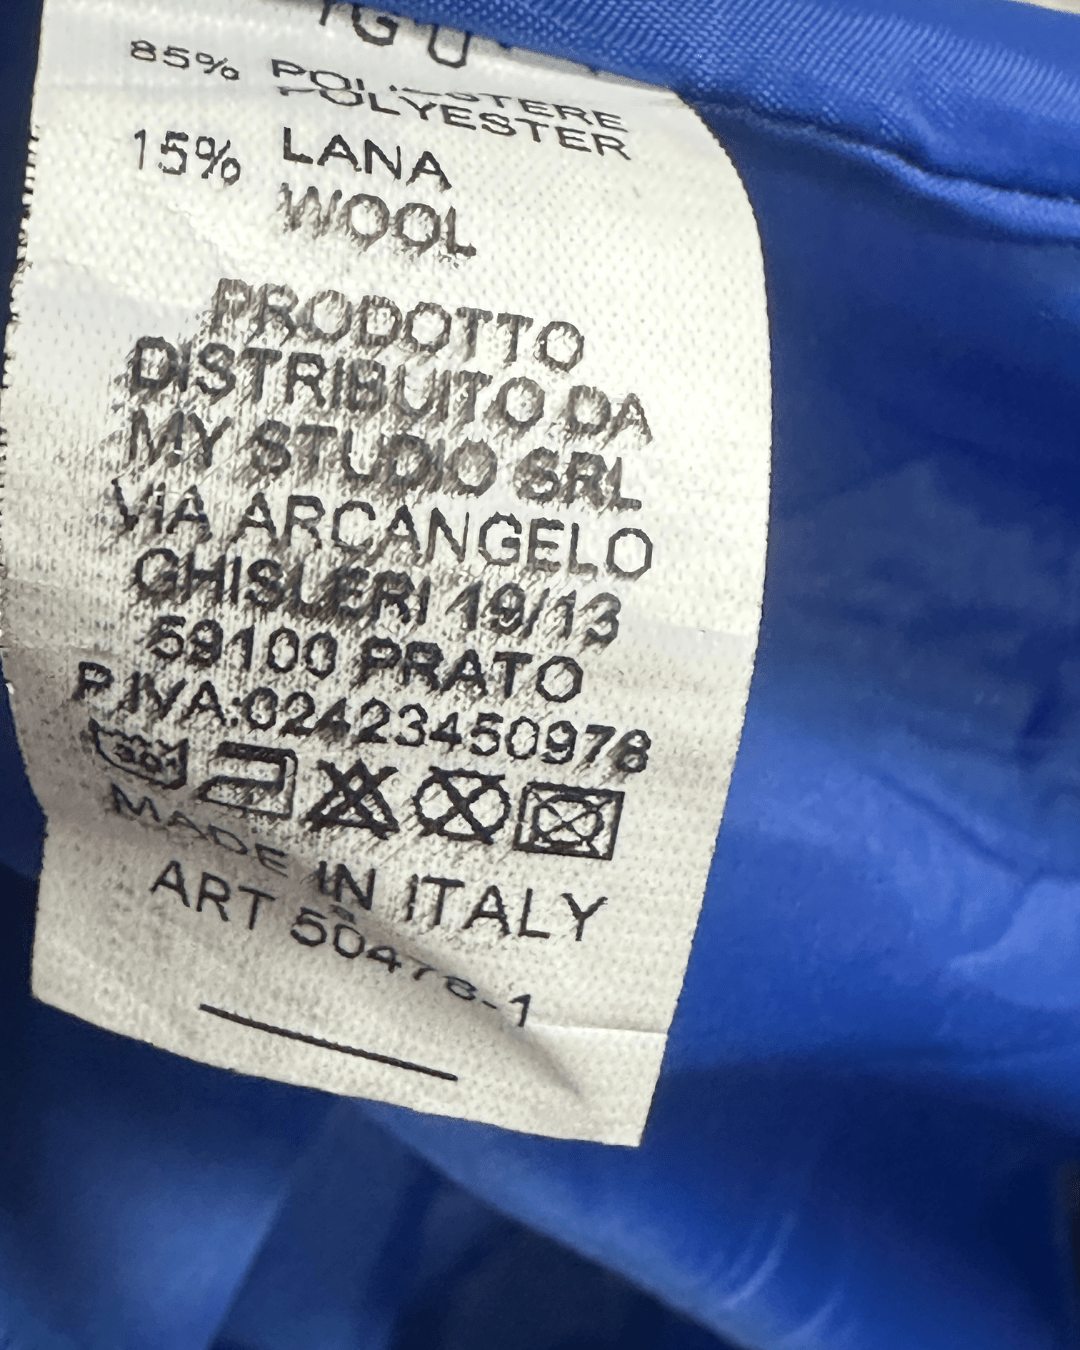 85% POLIESTERE
POLYESTER
15% LANA
WOOL
PRODOTTO
DISTRIBUITO DA
MY STUDIO SRL
VIA ARCANGELO
GHISLERI 19/13
59100 PRATO
P.IVA:02423450978
30°
MADE IN ITALY
ART 50478-1